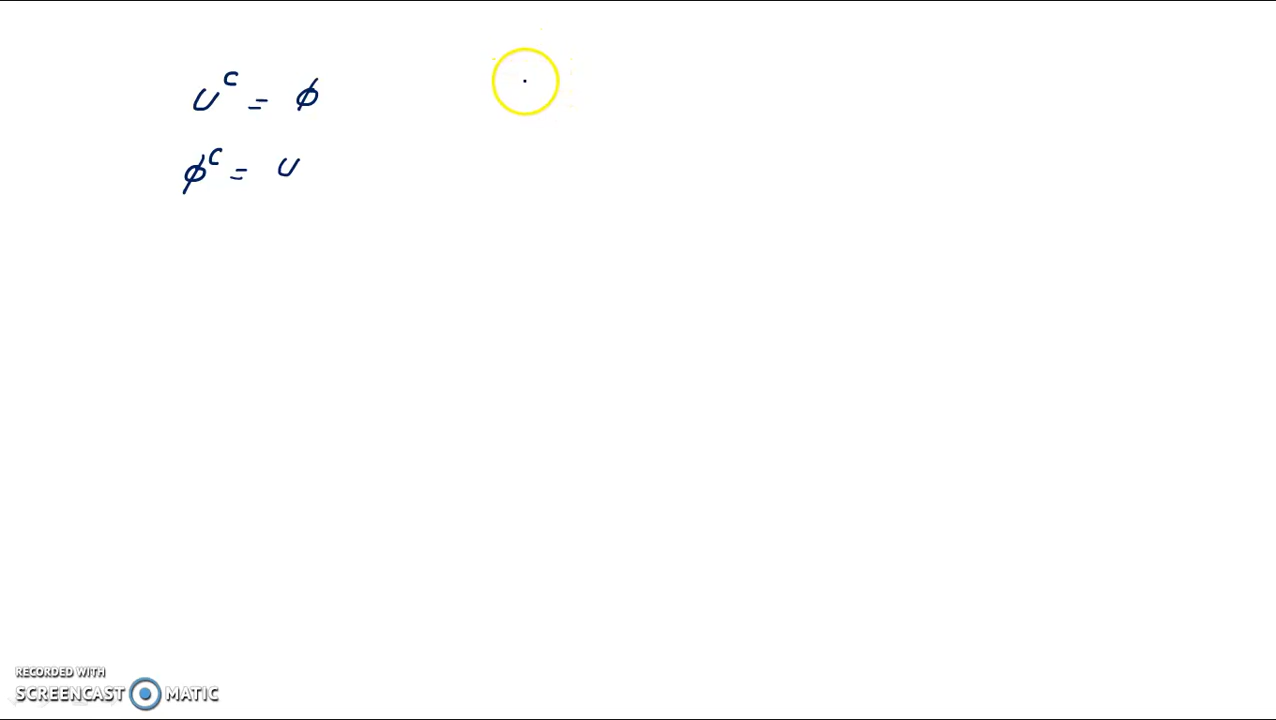 U^c = ϕ
ϕ^c = U
RECORDED WITH
SCREENCAST MATIC